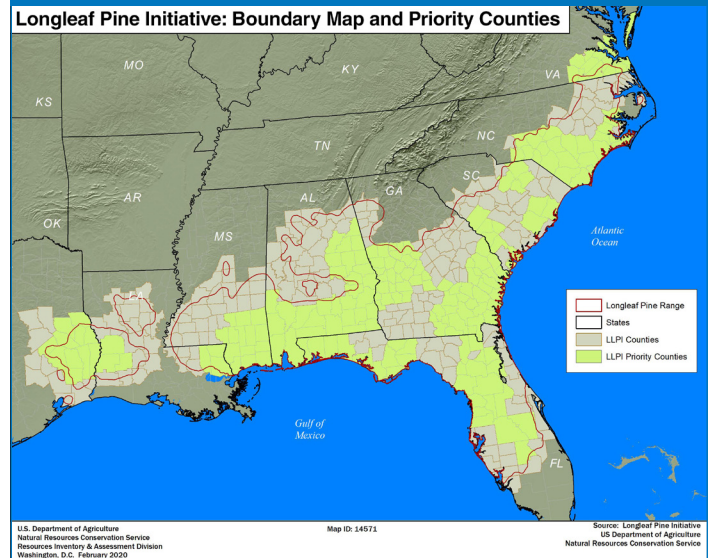 Longleaf Pine Initiative: Boundary Map and Priority Counties
MO
KY
VA
KS
TN
NC
AR
SC
OK
AL
GA
MS
LA
Atlantic
Ocean
Longleaf Pine Range
States
LLPI Counties
LLPI Priority Counties
Gulf of
Mexico
FL
U.S. Department of Agriculture
Natural Resources Conservation Service
Resources Inventory & Assessment Division
Washington, D.C. February 2020
Map ID: 14571
Source: Longleaf Pine Initiative
US Department of Agriculture
Natural Resources Conservation Service